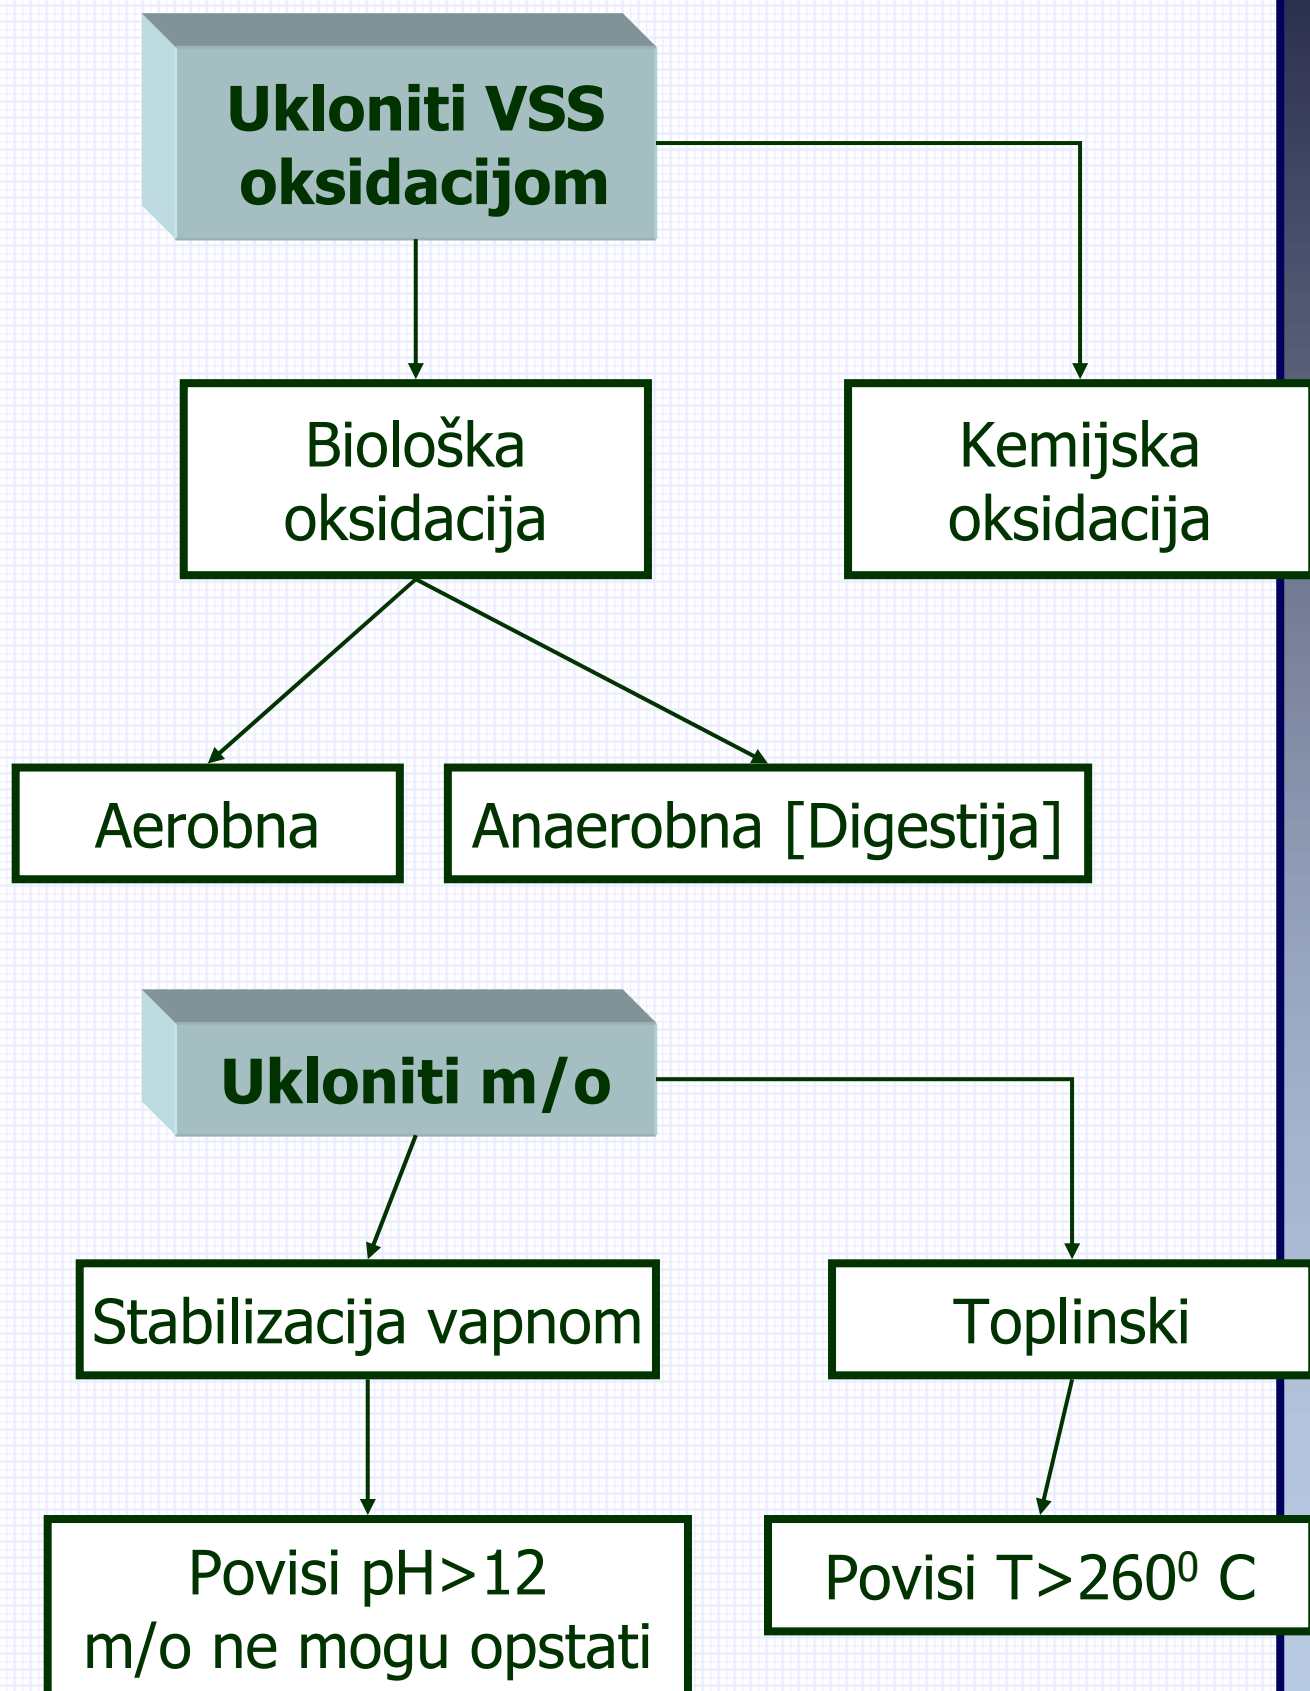 Ukloniti VSS
oksidacijom
Biološka
oksidacija
Kemijska
oksidacija
Aerobna
Anaerobna [Digestija]
Ukloniti m/o
Stabilizacija vapnom
Toplinski
Povisi pH>12
m/o ne mogu opstati
Povisi T>260⁰ C